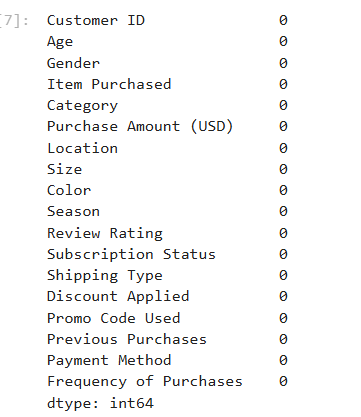 [7]: Customer ID 0
Age 0
Gender 0
Item Purchased 0
Category 0
Purchase Amount (USD) 0
Location 0
Size 0
Color 0
Season 0
Review Rating 0
Subscription Status 0
Shipping Type 0
Discount Applied 0
Promo Code Used 0
Previous Purchases 0
Payment Method 0
Frequency of Purchases 0
dtype: int64